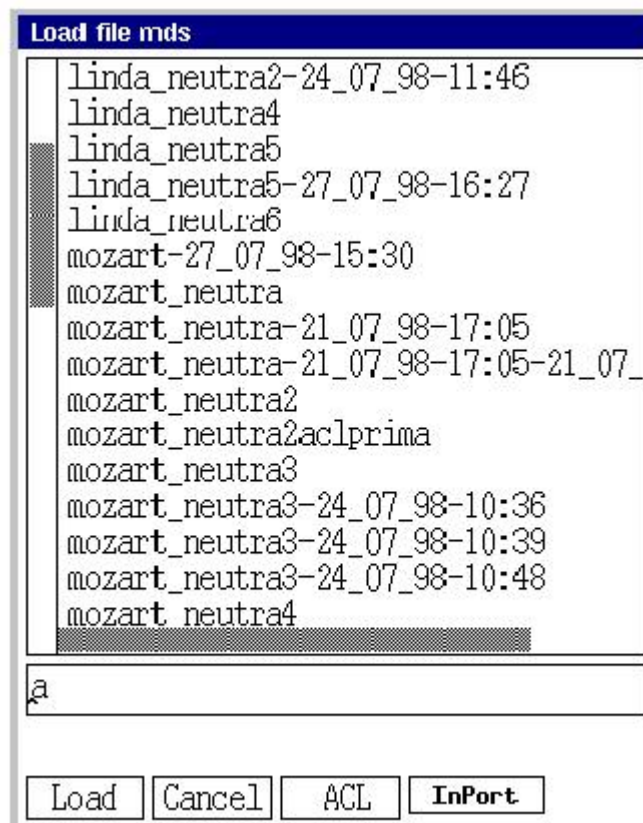 Load file mds
linda_neutra2-24_07_98-11:46
linda_neutra4
linda_neutra5
linda_neutra5-27_07_98-16:27
linda_neutra6
mozart-27_07_98-15:30
mozart_neutra
mozart_neutra-21_07_98-17:05
mozart_neutra-21_07_98-17:05-21_07_
mozart_neutra2
mozart_neutra2aclprima
mozart_neutra3
mozart_neutra3-24_07_98-10:36
mozart_neutra3-24_07_98-10:39
mozart_neutra3-24_07_98-10:48
mozart_neutra4
a
Load Cancel ACL InPort